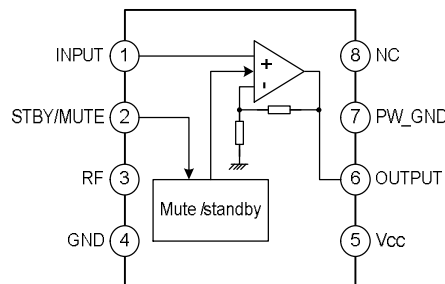 INPUT 1 8 NC
+
-
STBY/MUTE 2 7 PW_GND
RF 3 6 OUTPUT
Mute /standby
GND 4 5 Vcc